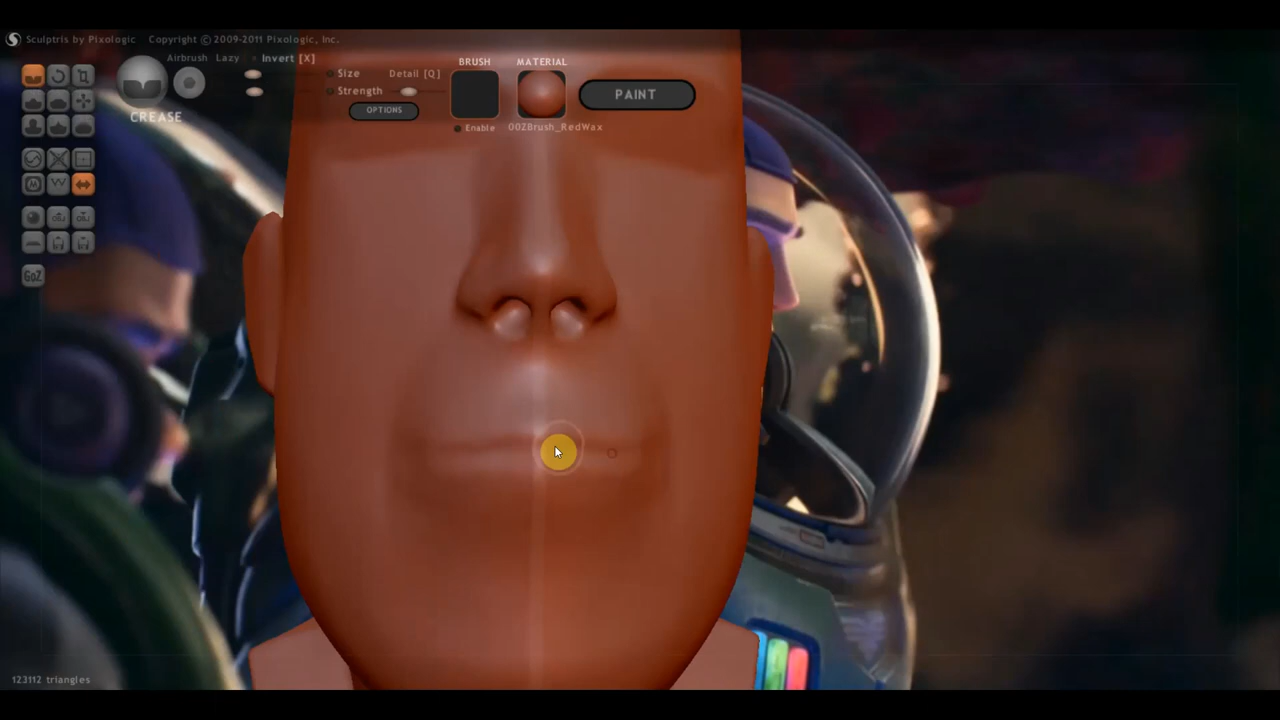 Sculptris by Pixologic Copyright © 2009-2011 Pixologic, Inc.
Airbrush Lazy Invert [X]
BRUSH MATERIAL
Size Detail [Q]
Strength
OPTIONS
PAINT
CREASE
Enable 00ZBrush_RedWax
GoZ
123112 triangles